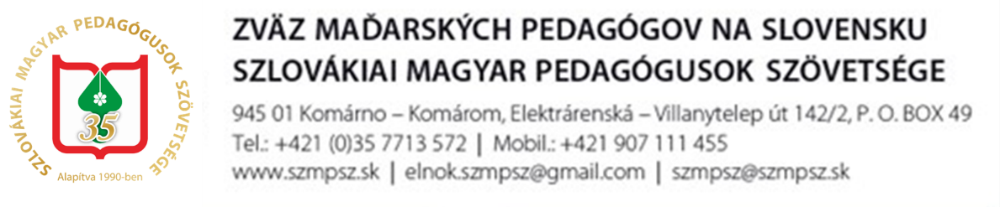 SZLOVÁKIAI MAGYAR PEDAGÓGUSOK SZÖVETSÉGE
35
Alapítva 1990-ben
ZVÄZ MAĎARSKÝCH PEDAGÓGOV NA SLOVENSKU
SZLOVÁKIAI MAGYAR PEDAGÓGUSOK SZÖVETSÉGE
945 01 Komárno – Komárom, Elektrárenská – Villanytelep út 142/2, P. O. BOX 49
Tel.: +421 (0)35 7713 572 | Mobil.: +421 907 111 455
www.szmpsz.sk | elnok.szmpsz@gmail.com | szmpsz@szmpsz.sk